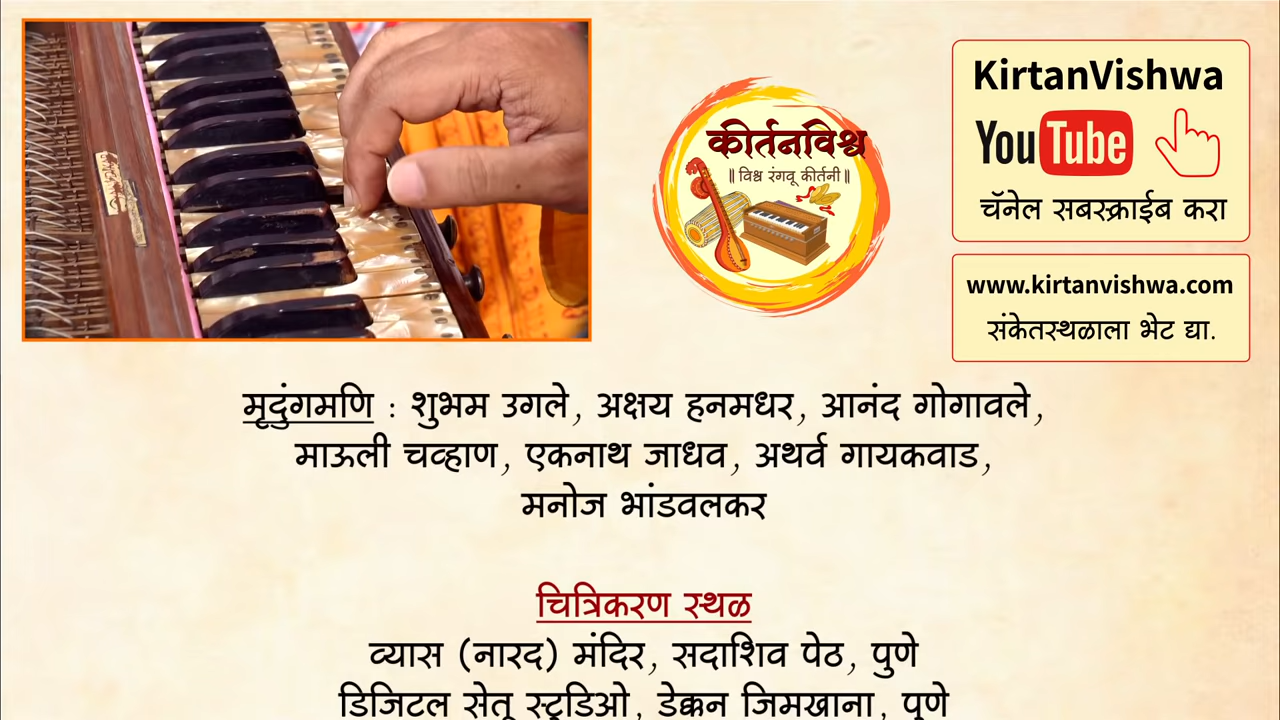 कीर्तनविश्व
॥ विश्व रंगवू कीर्तनी॥
KirtanVishwa
YouTube
चॅनेल सबस्क्राईब करा
www.kirtanvishwa.com
संकेतस्थळाला भेट द्या.
मृदुंगमणि : शुभम उगले, अक्षय हनमधर, आनंद गोगावले,
माऊली चव्हाण, एकनाथ जाधव, अथर्व गायकवाड,
मनोज भांडवलकर
चित्रिकरण स्थळ
व्यास (नारद) मंदिर, सदाशिव पेठ, पुणे
डिजिटल सेतू स्टुडिओ, डेक्कन जिमखाना, पुणे